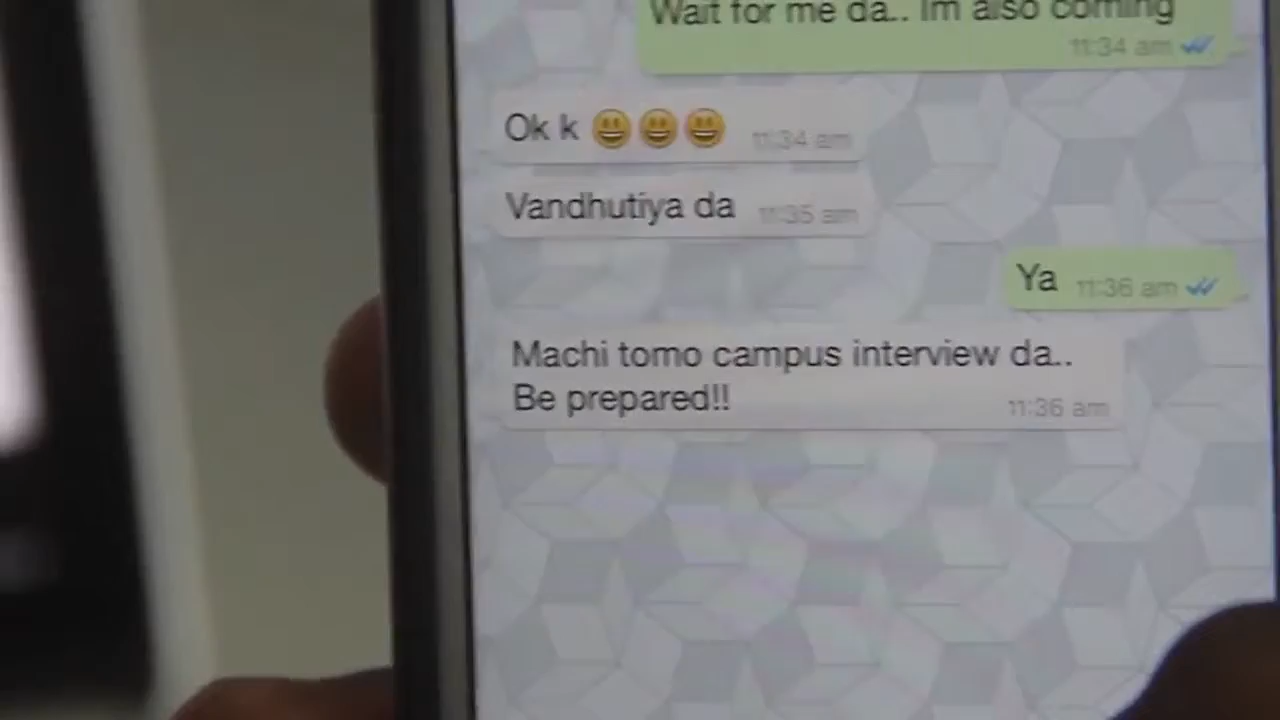 Wait for me da.. Im also coming
11:34 am
Ok k 😃😃😃 11:34 am
Vandhutiya da 11:35 am
Ya 11:36 am
Machi tomo campus interview da..
Be prepared!!
11:36 am